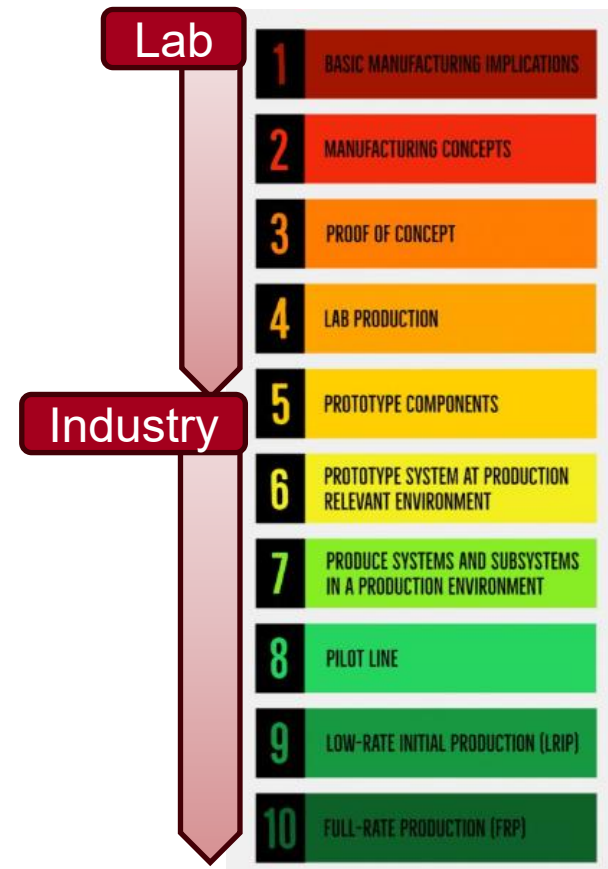 Lab
1 BASIC MANUFACTURING IMPLICATIONS
2 MANUFACTURING CONCEPTS
3 PROOF OF CONCEPT
4 LAB PRODUCTION
Industry
5 PROTOTYPE COMPONENTS
6 PROTOTYPE SYSTEM AT PRODUCTION
RELEVANT ENVIRONMENT
7 PRODUCE SYSTEMS AND SUBSYSTEMS
IN A PRODUCTION ENVIRONMENT
8 PILOT LINE
9 LOW-RATE INITIAL PRODUCTION (LRIP)
10 FULL-RATE PRODUCTION (FRP)